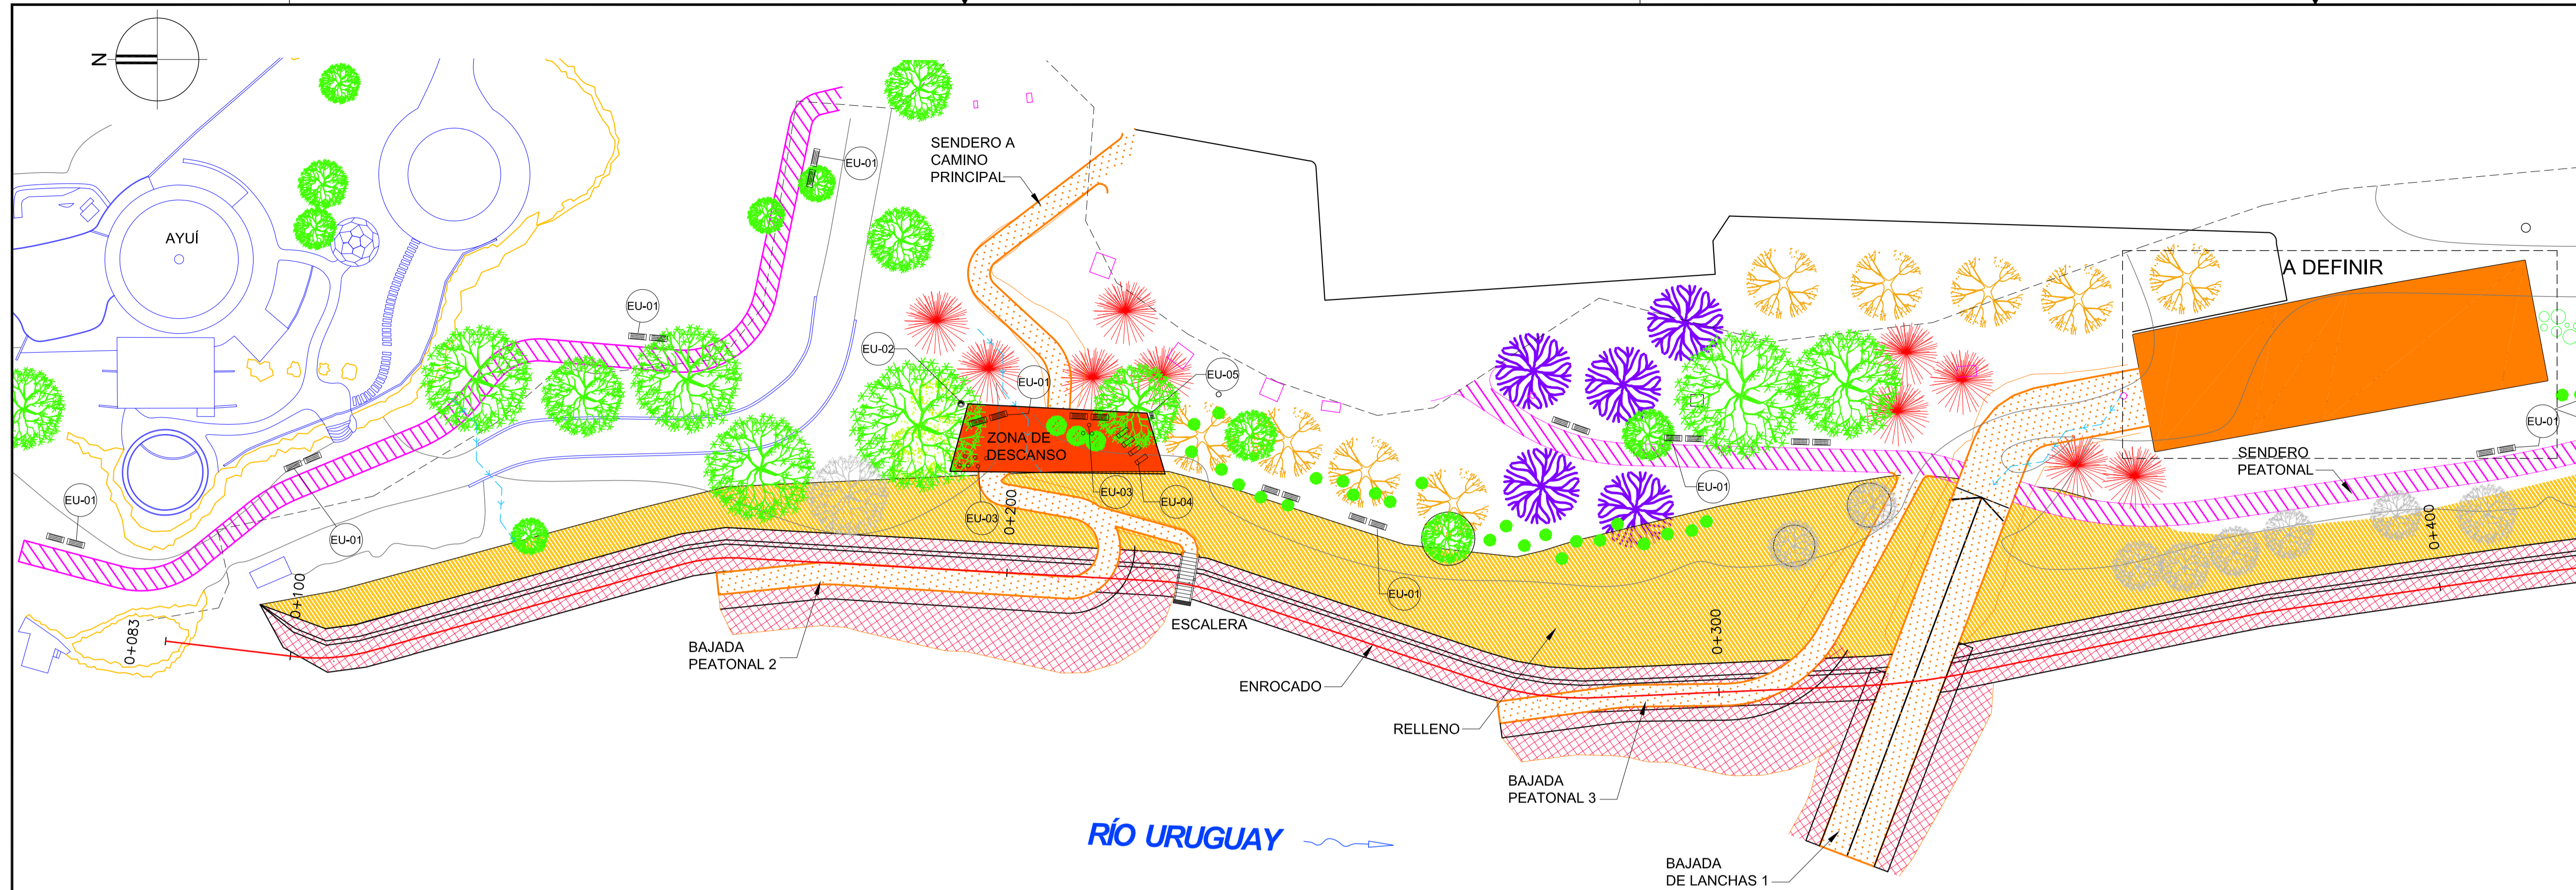 N
SENDERO A
CAMINO
PRINCIPAL
EU-01
AYUÍ
A DEFINIR
EU-01
EU-02
EU-01
EU-05
EU-01
ZONA DE
DESCANSO
SENDERO
PEATONAL
EU-01
EU-03
EU-04
EU-01
EU-03
0+200
0+400
EU-01
0+100
EU-01
0+083
0+300
ESCALERA
BAJADA
PEATONAL 2
ENROCADO
RELLENO
BAJADA
PEATONAL 3
RÍO URUGUAY
BAJADA
DE LANCHAS 1